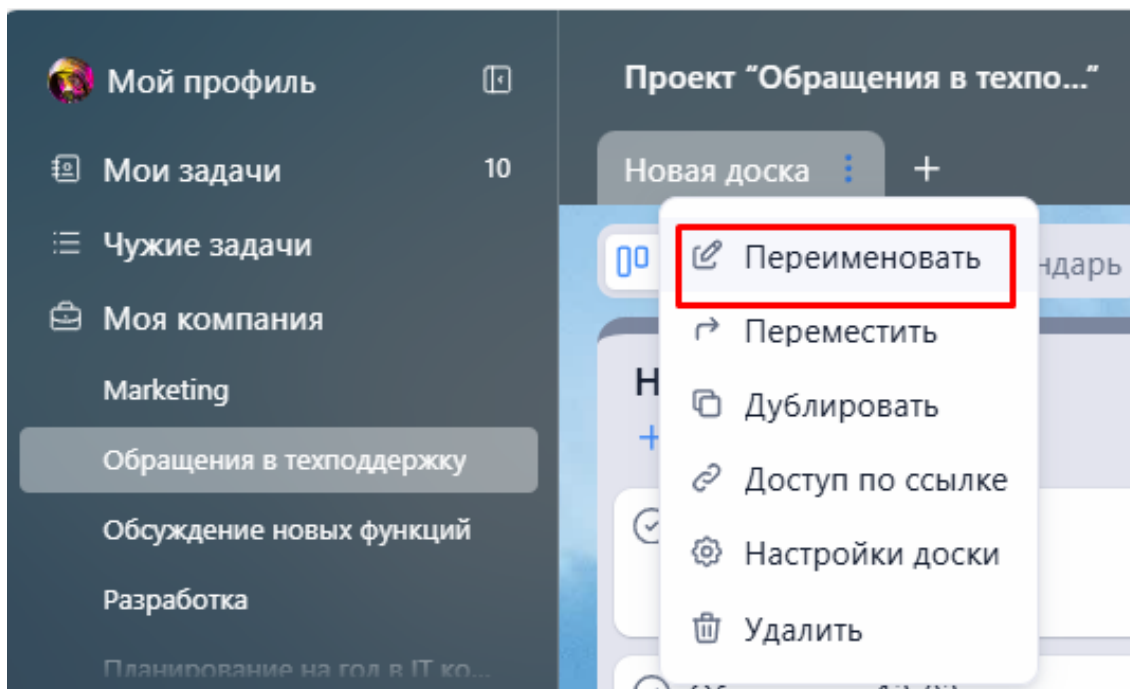 Мой профиль
Мои задачи 10
Чужие задачи
Моя компания
Marketing
Обращения в техподдержку
Обсуждение новых функций
Разработка
Планирование на год в IT ко...
Проект “Обращения в техпо...”
Новая доска
ндарь
Н
Переименовать
Переместить
Дублировать
Доступ по ссылке
Настройки доски
Удалить